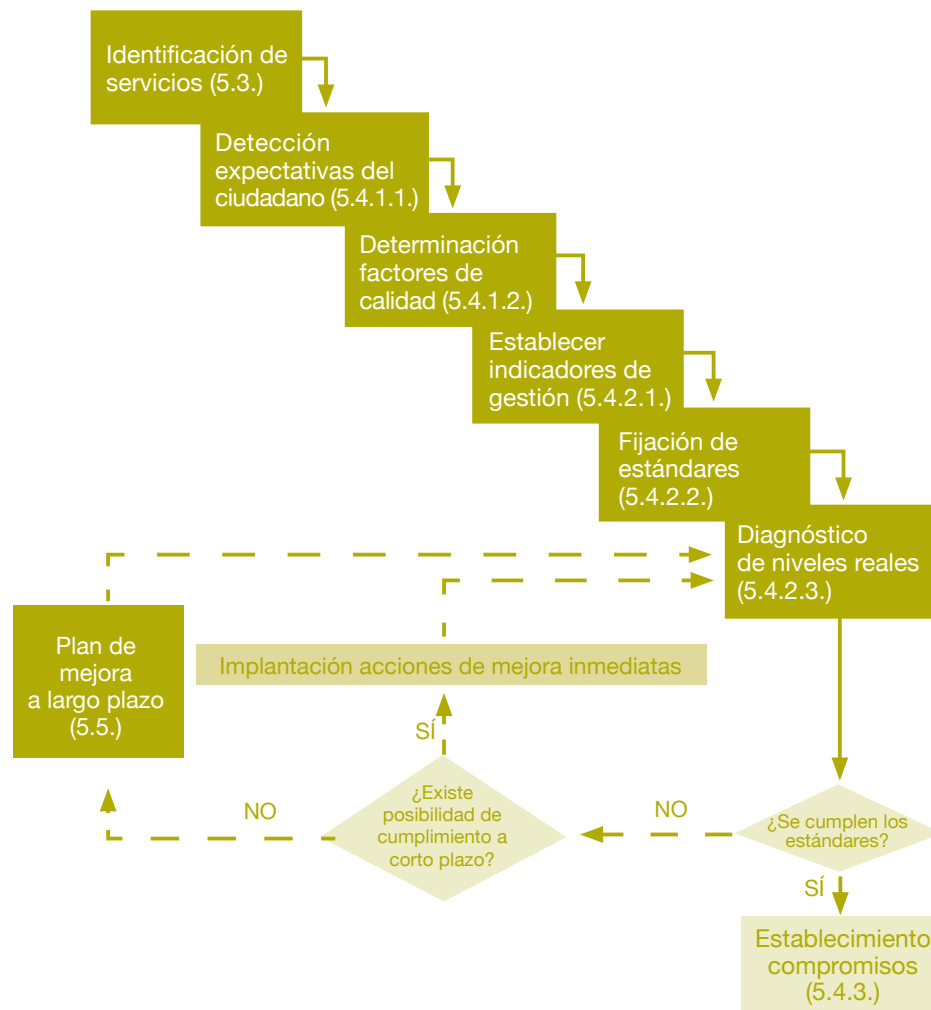 Identificación de
servicios (5.3.)
Detección
expectativas del
ciudadano (5.4.1.1.)
Determinación
factores de
calidad (5.4.1.2.)
Establecer
indicadores de
gestión (5.4.2.1.)
Fijación de
estándares
(5.4.2.2.)
Diagnóstico
de niveles reales
(5.4.2.3.)
Plan de
mejora
a largo plazo
(5.5.)
Implantación acciones de mejora inmediatas
SÍ
¿Existe
posibilidad de
cumplimiento a
corto plazo?
NO
NO
¿Se cumplen los
estándares?
SÍ
Establecimiento
compromisos
(5.4.3.)